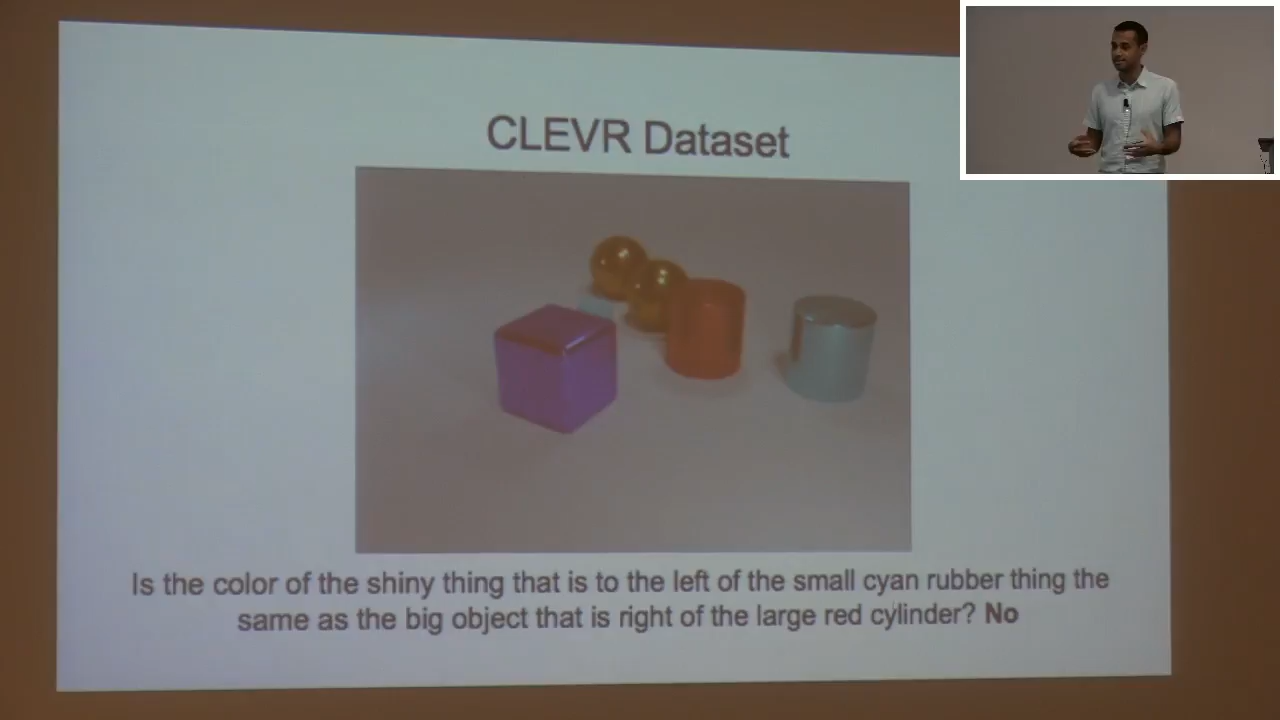 CLEVR Dataset
Is the color of the shiny thing that is to the left of the small cyan rubber thing the
same as the big object that is right of the large red cylinder? No